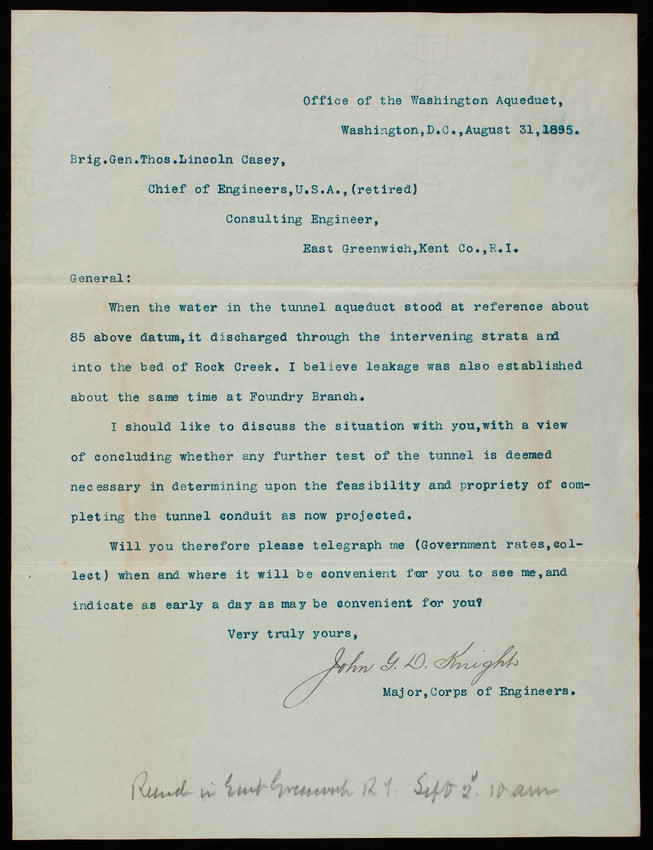 Office of the Washington Aqueduct,
Washington,D.C.,August 31,1895.
Brig.Gen.Thos.Lincoln Casey,
Chief of Engineers,U.S.A.,(retired)
Consulting Engineer,
East Greenwich,Kent Co.,R.I.
General:
When the water in the tunnel aqueduct stood at reference about
85 above datum,it discharged through the intervening strata and
into the bed of Rock Creek. I believe leakage was also established
about the same time at Foundry Branch.
I should like to discuss the situation with you,with a view
of concluding whether any further test of the tunnel is deemed
necessary in determining upon the feasibility and propriety of com-
pleting the tunnel conduit as now projected.
Will you therefore please telegraph me (Government rates,col-
lect) when and where it will be convenient for you to see me,and
indicate as early a day as may be convenient for you?
Very truly yours,
John G. D. Knight
Major,Corps of Engineers.
Recd in East Greenwich R I. Sept 2d. 10 am